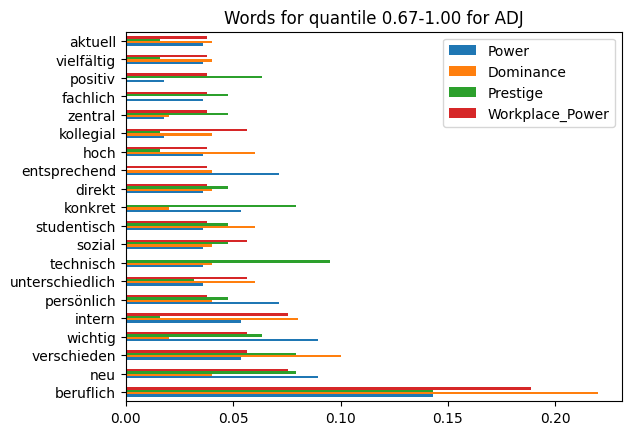 Words for quantile 0.67-1.00 for ADJ
aktuell
vielfältig
positiv
fachlich
zentral
kollegial
hoch
entsprechend
direkt
konkret
studentisch
sozial
technisch
unterschiedlich
persönlich
intern
wichtig
verschieden
neu
beruflich
Power
Dominance
Prestige
Workplace_Power
0.00 0.05 0.10 0.15 0.20